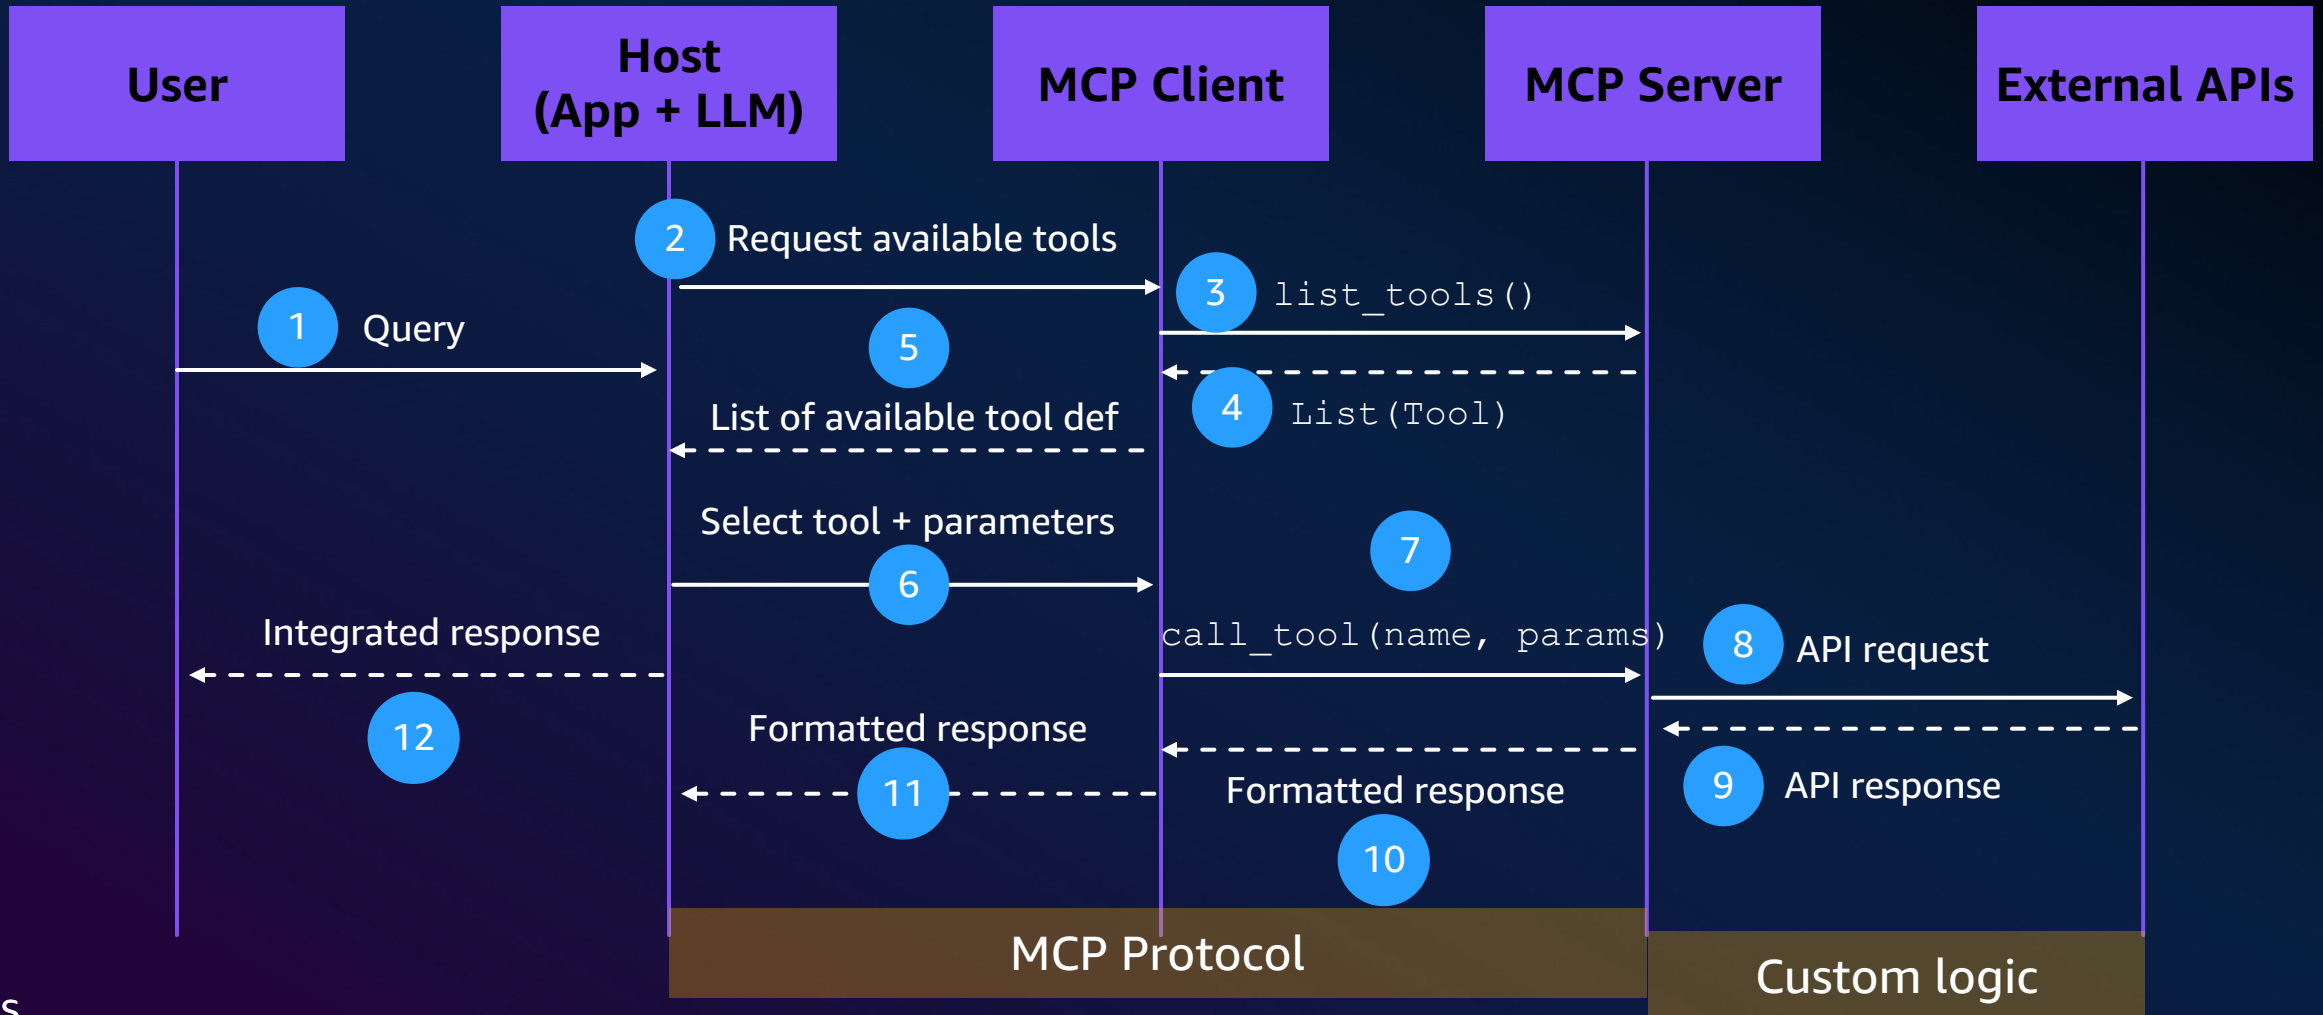 User
Host
(App + LLM)
MCP Client
MCP Server
External APIs
2
Request available tools
3
list_tools()
1
Query
5
4
List(Tool)
List of available tool def
Select tool + parameters
7
6
Integrated response
call_tool(name, params)
8
API request
12
Formatted response
11
Formatted response
9
API response
10
MCP Protocol
Custom logic
s